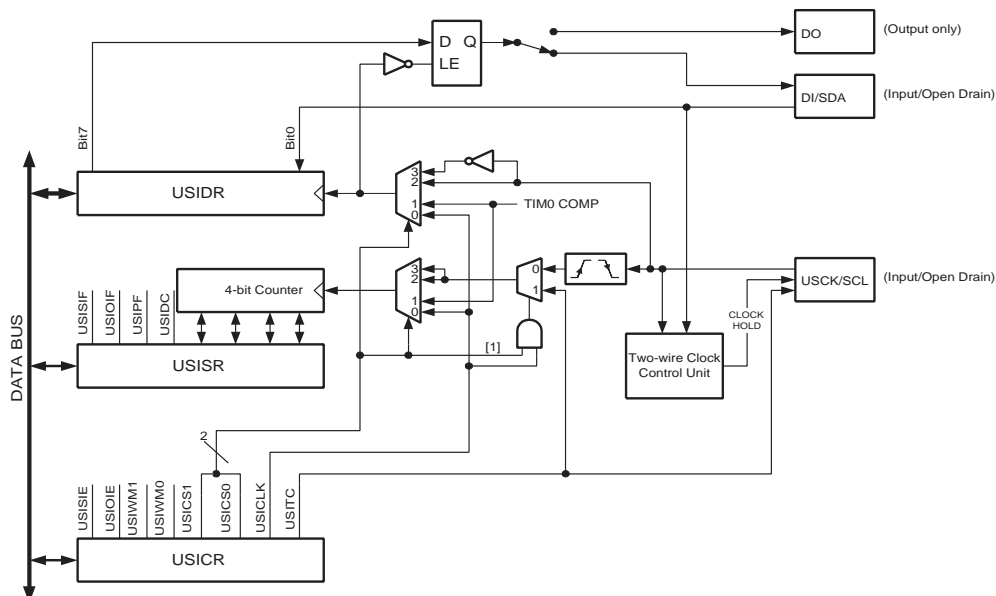 D Q
LE
DO
(Output only)
DI/SDA
(Input/Open Drain)
Bit7
Bit0
USIDR
3
2
1
0
TIM0 COMP
DATA BUS
4-bit Counter
3
2
1
0
0
1
USCK/SCL
(Input/Open Drain)
CLOCK
HOLD
USISIF
USIOIF
USIPF
USIDC
USISR
[1]
Two-wire Clock
Control Unit
2
USISIE
USIOIE
USIWM1
USIWM0
USICS1
USICS0
USICLK
USITC
USICR